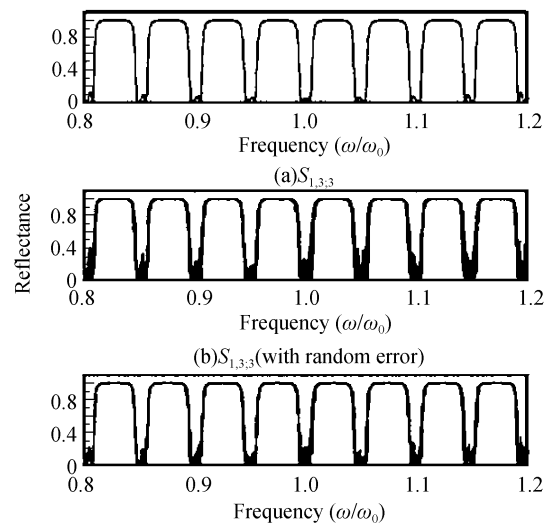 0.8
0.4
0
0.8 0.9 1.0 1.1 1.2
Frequency (ω/ω₀)
(a)S₁,₃;₃
Reflectance
0.8
0.4
0
0.8 0.9 1.0 1.1 1.2
Frequency (ω/ω₀)
(b)S₁,₃;₃(with random error)
0.8
0.4
0
0.8 0.9 1.0 1.1 1.2
Frequency (ω/ω₀)